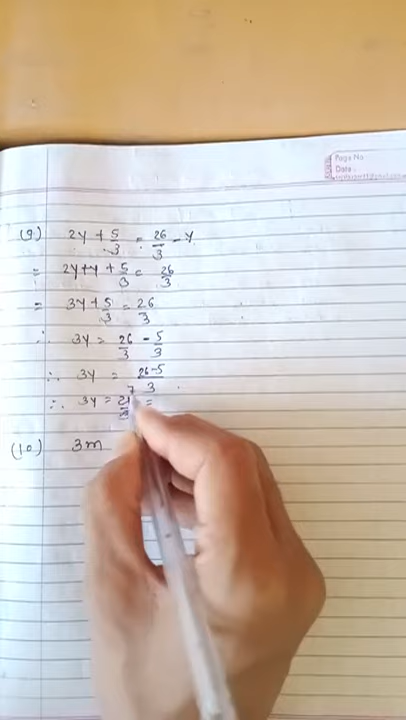 Page No
Date :
(9.) 2y + 5/3 = 26/3 - y
= 2y+y + 5/3 = 26/3
= 3y + 5/3 = 26/3
∴ 3y = 26/3 - 5/3
∴ 3y = 26-5/3
∴ 3y = 21/3 = 7
(10.) 3m